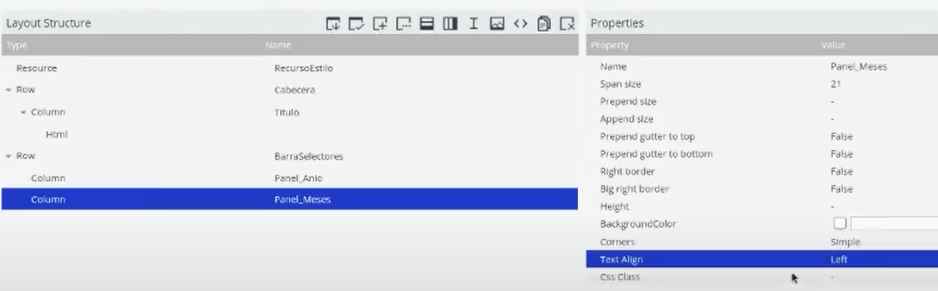 Layout Structure
Type Name
Resource RecursoEstilo
Row Cabecera
Column Titulo
Html
Row BarraSelectores
Column Panel_Anio
Column Panel_Meses
Properties
Property Value
Name Panel_Meses
Span size 21
Prepend size -
Append size -
Prepend gutter to top False
Prepend gutter to bottom False
Right border False
Big right border False
Height -
BackgroundColor
Corners Simple
Text Align Left
Css Class -